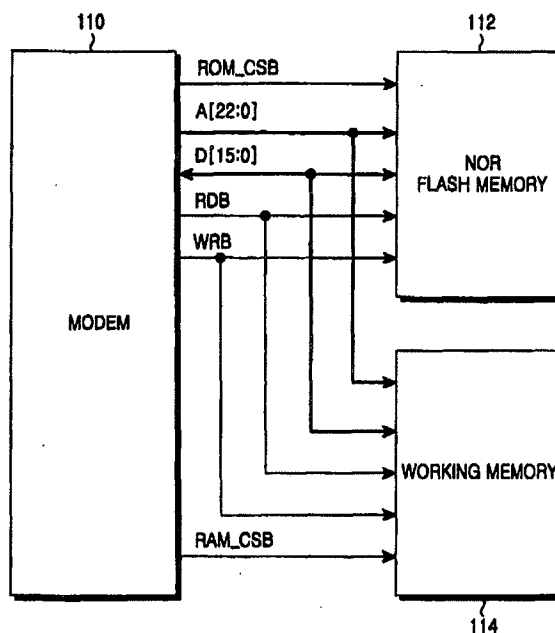 110
112
ROM_CSB
A[22:0]
D[15:0]
RDB
WRB
NOR
FLASH MEMORY
MODEM
WORKING MEMORY
RAM_CSB
114